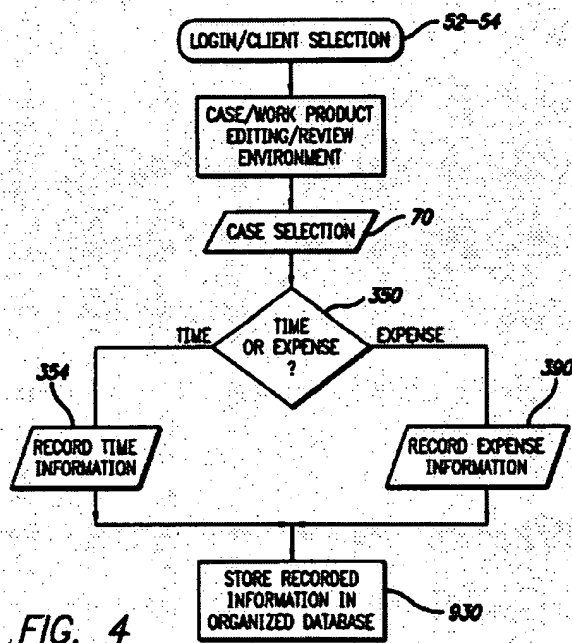 LOGIN/CLIENT SELECTION
52-54
CASE/WORK PRODUCT
EDITING/REVIEW
ENVIRONMENT
CASE SELECTION
70
350
TIME
TIME
OR EXPENSE
?
EXPENSE
354
RECORD TIME
INFORMATION
390
RECORD EXPENSE
INFORMATION
STORE RECORDED
INFORMATION IN
ORGANIZED DATABASE
930
FIG. 4